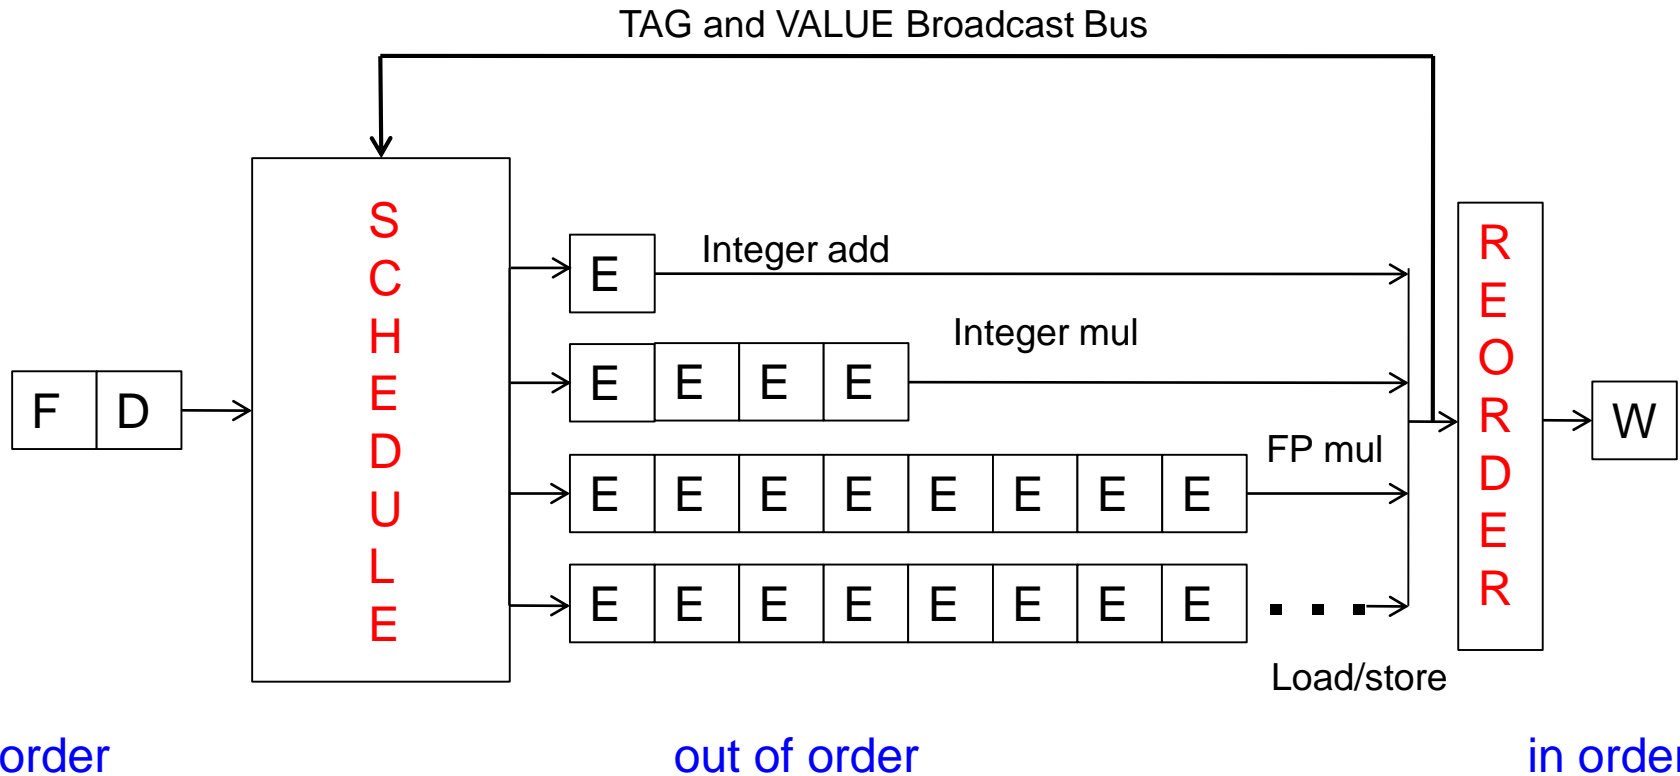 TAG and VALUE Broadcast Bus
S
C
H
E
D
U
L
E
F D
E Integer add
E E E E Integer mul
E E E E E E E E FP mul
E E E E E E E E . . .
Load/store
R
E
O
R
D
E
R
W
order out of order in order